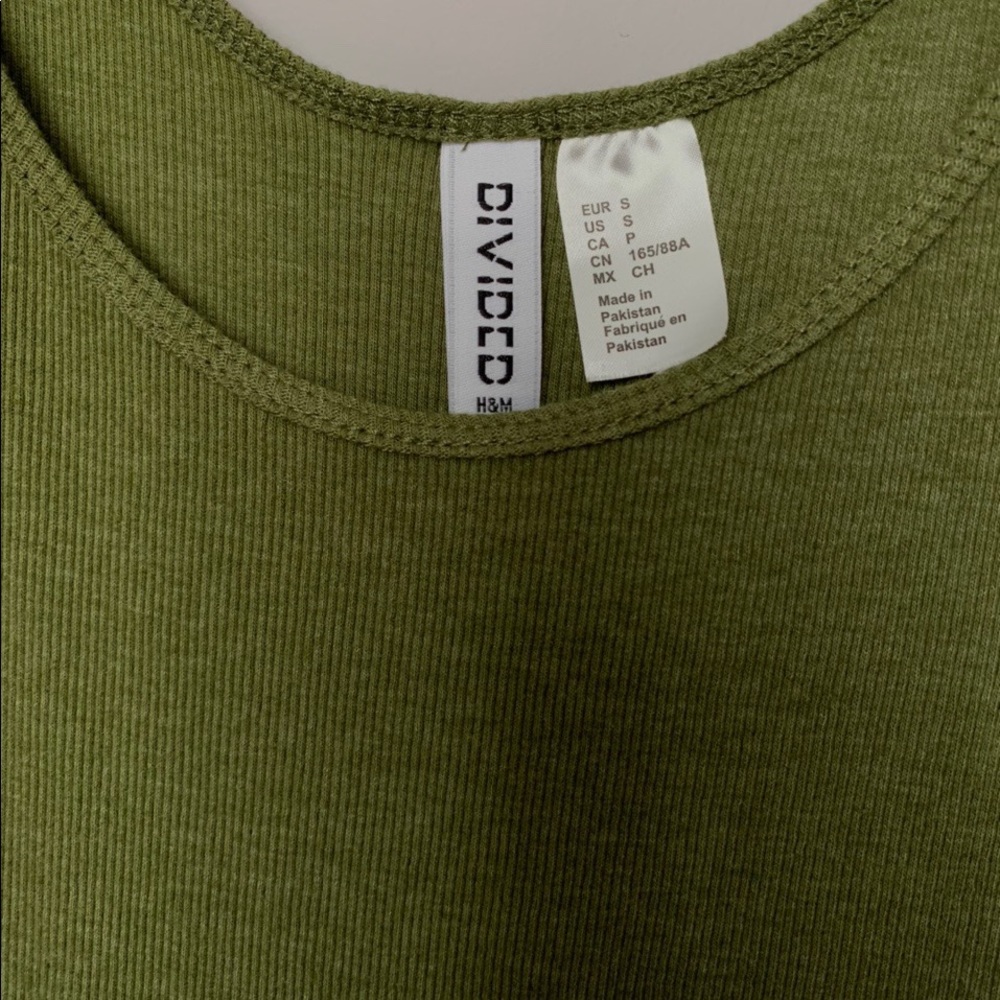 DIVIDED
H&M
EUR S
US S
CA P
CN 165/88A
MX CH
Made in
Pakistan
Fabriqué en
Pakistan